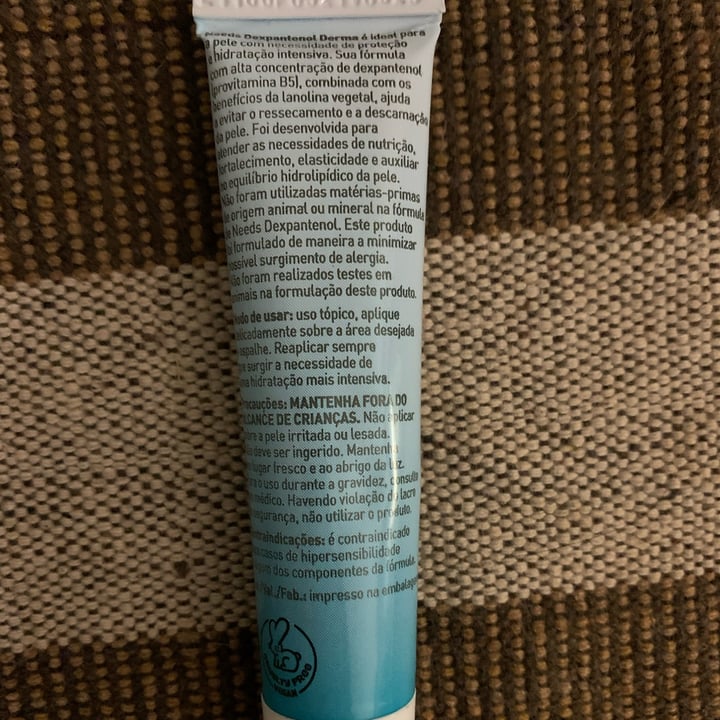 Needs Dexpantenol Derma é ideal para
a pele com necessidade de proteção
e hidratação intensiva. Sua fórmula
com alta concentração de dexpantenol
(provitamina B5), combinada com os
benefícios da lanolina vegetal, ajuda
a evitar o ressecamento e a descamação
da pele. Foi desenvolvida para
atender as necessidades de nutrição,
fortalecimento, elasticidade e auxiliar
no equilíbrio hidrolipídico da pele.
Não foram utilizadas matérias-primas
de origem animal ou mineral na fórmula
de Needs Dexpantenol. Este produto
foi formulado de maneira a minimizar
possível surgimento de alergia.
Não foram realizados testes em
animais na formulação deste produto.
Modo de usar: uso tópico, aplique
delicadamente sobre a área desejada
e espalhe. Reaplicar sempre
que surgir a necessidade de
uma hidratação mais intensiva.
Precauções: MANTENHA FORA DO
ALCANCE DE CRIANÇAS. Não aplicar
sobre a pele irritada ou lesada.
Não deve ser ingerido. Mantenha
lugar fresco e ao abrigo da luz.
Para o uso durante a gravidez, consulte
médico. Havendo violação do lacre
segurança, não utilizar o produto.
Contraindicações: é contraindicado
casos de hipersensibilidade
algum dos componentes da fórmula.
Val./Fab.: impresso na embalagem
CRUELTY FREE
VEGAN